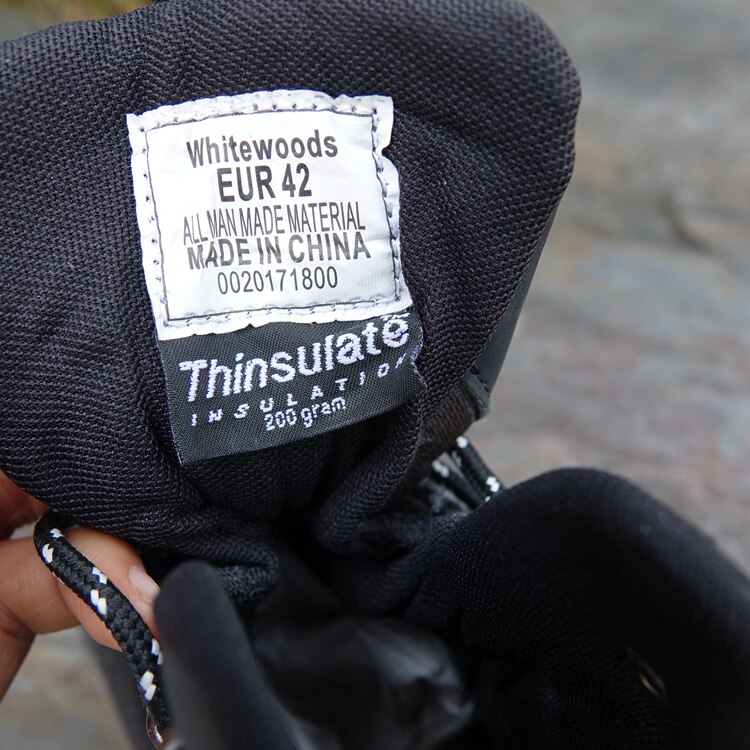 Whitewoods
EUR 42
ALL MAN MADE MATERIAL
MADE IN CHINA
0020171800
Thinsulate
INSULATION
200 gram